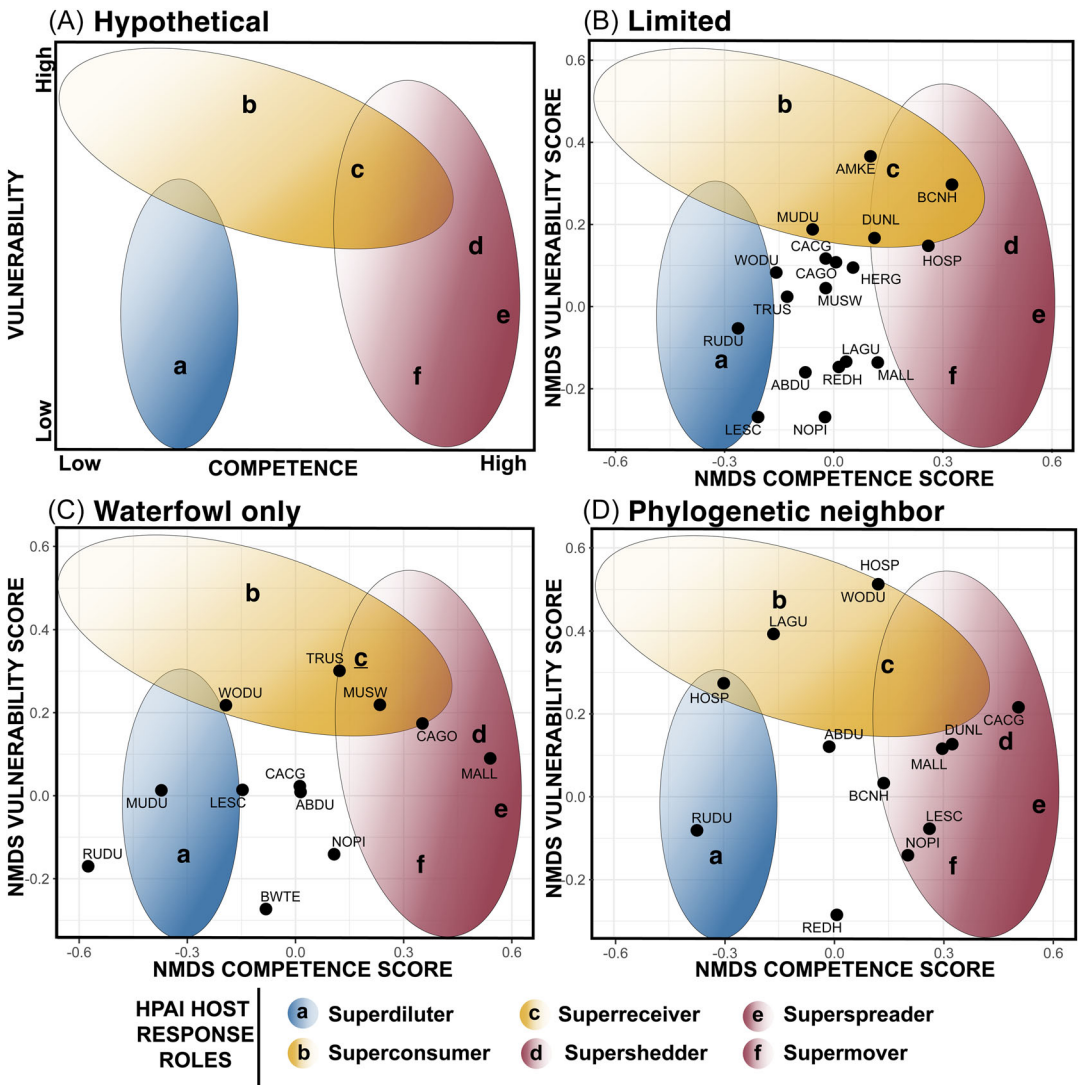 (A) Hypothetical
High
VULNERABILITY
Low
b
c
d
e
a
f
Low
COMPETENCE
High
(B) Limited
NMDS VULNERABILITY SCORE
0.6
0.4
0.2
0.0
-0.2
b
AMKE
c
BCNH
MUDU
DUNL
CACG
d
WODU
CAGO
HERG
HOSP
TRUS
MUSW
e
RUDU
a
LAGU
ABDU
REDH
MALL
f
LESC
NOPI
-0.6
-0.3
0.0
0.3
0.6
NMDS COMPETENCE SCORE
(C) Waterfowl only
NMDS VULNERABILITY SCORE
0.6
0.4
0.2
0.0
-0.2
b
TRUS
c
WODU
MUSW
CAGO
d
MALL
MUDU
LESC
CACG
ABDU
e
RUDU
a
NOPI
f
BWTE
-0.6
-0.3
0.0
0.3
0.6
NMDS COMPETENCE SCORE
(D) Phylogenetic neighbor
NMDS VULNERABILITY SCORE
0.6
0.4
0.2
0.0
-0.2
HOSP
WODU
b
LAGU
c
HOSP
CACG
ABDU
DUNL
d
MALL
BCNH
e
RUDU
LESC
a
NOPI
f
REDH
-0.6
-0.3
0.0
0.3
0.6
NMDS COMPETENCE SCORE
HPAI HOST
RESPONSE
ROLES
a Superdiluter
c Superreceiver
e Superspreader
b Superconsumer
d Supershedder
f Supermover